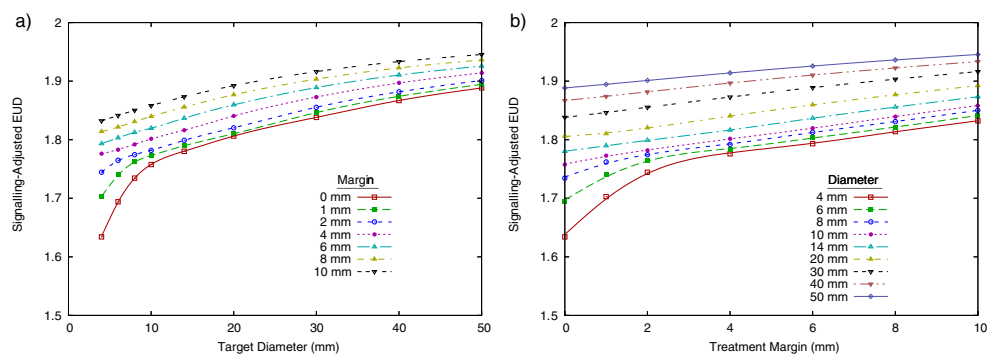 a)
Signalling-Adjusted EUD
2
1.9
1.8
1.7
1.6
1.5
0 10 20 30 40 50
Target Diameter (mm)
Margin
0 mm
1 mm
2 mm
4 mm
6 mm
8 mm
10 mm
b)
Signalling-Adjusted EUD
2
1.9
1.8
1.7
1.6
1.5
0 2 4 6 8 10
Treatment Margin (mm)
Diameter
4 mm
6 mm
8 mm
10 mm
14 mm
20 mm
30 mm
40 mm
50 mm